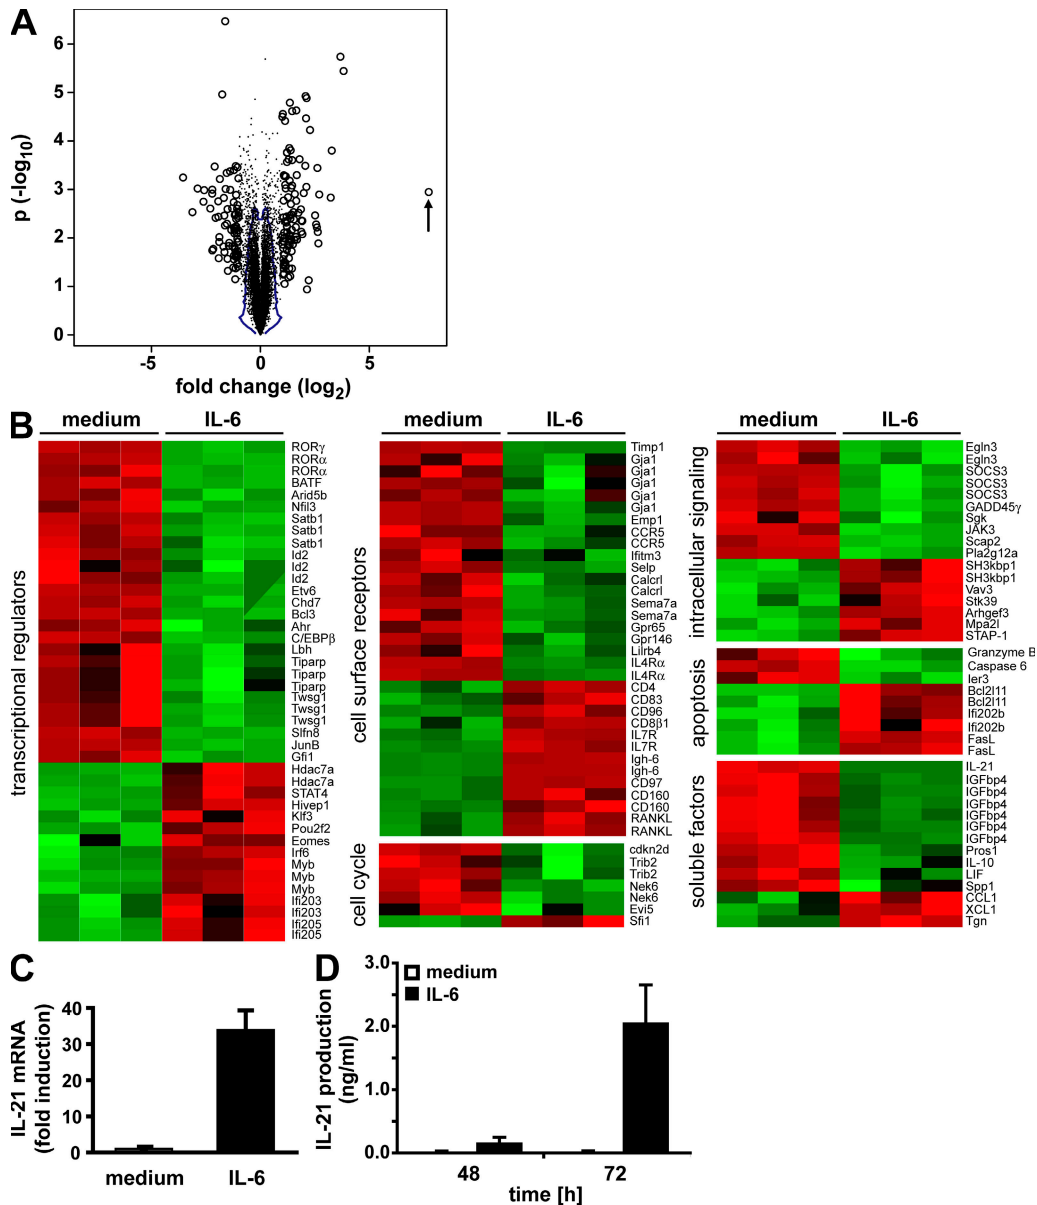 A
p (-log10)
6
5
4
3
2
1
0
-5
0
5
fold change (log2)
B
medium
IL-6
transcriptional regulators
RORγ
RORα
RORα
BATF
Arid5b
Nfil3
Satb1
Satb1
Satb1
Id2
Id2
Id2
Etv6
Chd7
Bcl3
Ahr
C/EBPβ
Lbh
Tiparp
Tiparp
Tiparp
Twsg1
Twsg1
Twsg1
Slfn8
JunB
Gfi1
Hdac7a
Hdac7a
STAT4
Hivep1
Klf3
Pou2f2
Eomes
Irf6
Myb
Myb
Myb
Ifi203
Ifi203
Ifi205
Ifi205
medium
IL-6
cell surface receptors
Timp1
Gja1
Gja1
Gja1
Gja1
Gja1
Emp1
CCR5
CCR5
Ifitm3
Selp
Calcrl
Calcrl
Sema7a
Sema7a
Gpr65
Gpr146
Lilrb4
IL4Rα
IL4Rα
CD4
CD83
CD96
CD8β1
IL7R
IL7R
Igh-6
Igh-6
CD97
CD160
CD160
RANKL
RANKL
cell cycle
cdkn2d
Trib2
Trib2
Nek6
Nek6
Evi5
Sfi1
medium
IL-6
intracellular signaling
Egln3
Egln3
SOCS3
SOCS3
SOCS3
GADD45γ
Sgk
JAK3
Scap2
Pla2g12a
SH3kbp1
SH3kbp1
Vav3
Stk39
Arhgef3
Mpa2l
STAP-1
apoptosis
Granzyme B
Caspase 6
Ier3
Bcl2l11
Bcl2l11
Ifi202b
Ifi202b
FasL
FasL
soluble factors
IL-21
IGFbp4
IGFbp4
IGFbp4
IGFbp4
IGFbp4
IGFbp4
Pros1
IL-10
LIF
Spp1
CCL1
XCL1
Tgn
C
IL-21 mRNA
(fold induction)
40
30
20
10
0
medium
IL-6
D
IL-21 production
(ng/ml)
3.0
2.0
1.0
0.0
medium
IL-6
48
72
time [h]